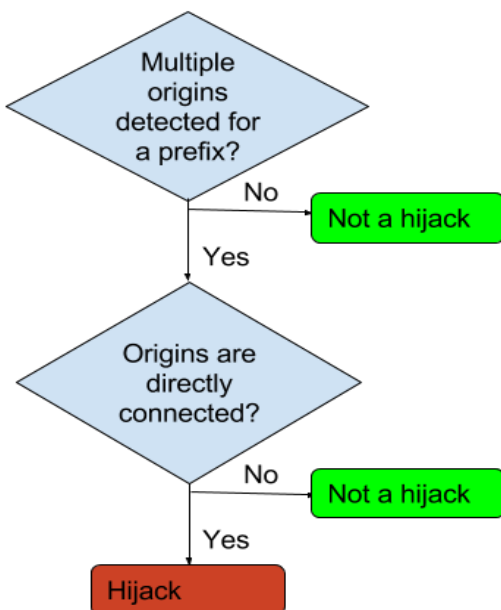 Multiple
origins
detected for
a prefix?
No
Not a hijack
Yes
Origins are
directly
connected?
No
Not a hijack
Yes
Hijack